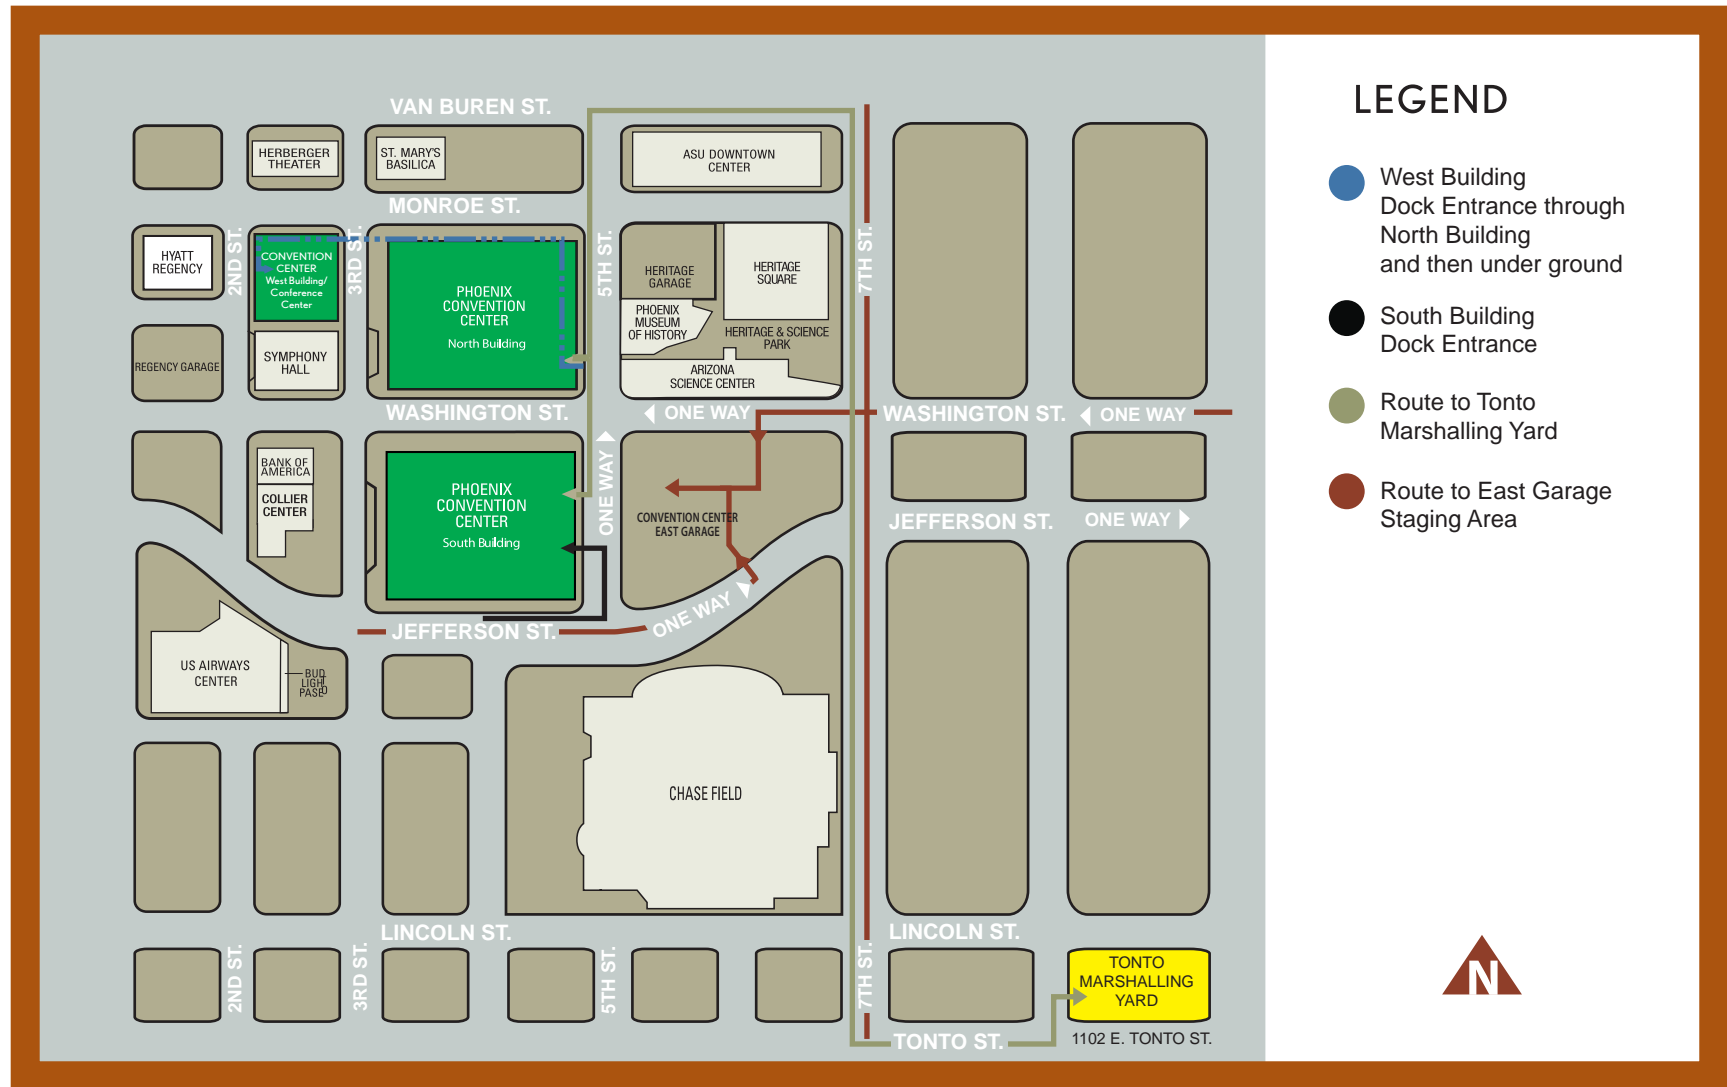 VAN BUREN ST.
HERBERGER
THEATER
ST. MARY'S
BASILICA
ASU DOWNTOWN
CENTER
MONROE ST.
HYATT
REGENCY
2ND ST.
CONVENTION
CENTER
West Building/
Conference
Center
3RD ST.
PHOENIX
CONVENTION
CENTER
North Building
5TH ST.
HERITAGE
GARAGE
HERITAGE
SQUARE
7TH ST.
PHOENIX
MUSEUM
OF HISTORY
HERITAGE & SCIENCE
PARK
REGENCY GARAGE
SYMPHONY
HALL
ARIZONA
SCIENCE CENTER
WASHINGTON ST.
ONE WAY
WASHINGTON ST.
ONE WAY
BANK OF
AMERICA
COLLIER
CENTER
PHOENIX
CONVENTION
CENTER
South Building
ONE WAY
CONVENTION CENTER
EAST GARAGE
JEFFERSON ST.
ONE WAY
JEFFERSON ST.
ONE WAY
US AIRWAYS
CENTER
BUD
LIGHT
PASEO
CHASE FIELD
LINCOLN ST.
LINCOLN ST.
2ND ST.
3RD ST.
5TH ST.
7TH ST.
TONTO
MARSHALLING
YARD
TONTO ST.
1102 E. TONTO ST.
LEGEND
West Building
Dock Entrance through
North Building
and then under ground
South Building
Dock Entrance
Route to Tonto
Marshalling Yard
Route to East Garage
Staging Area
N